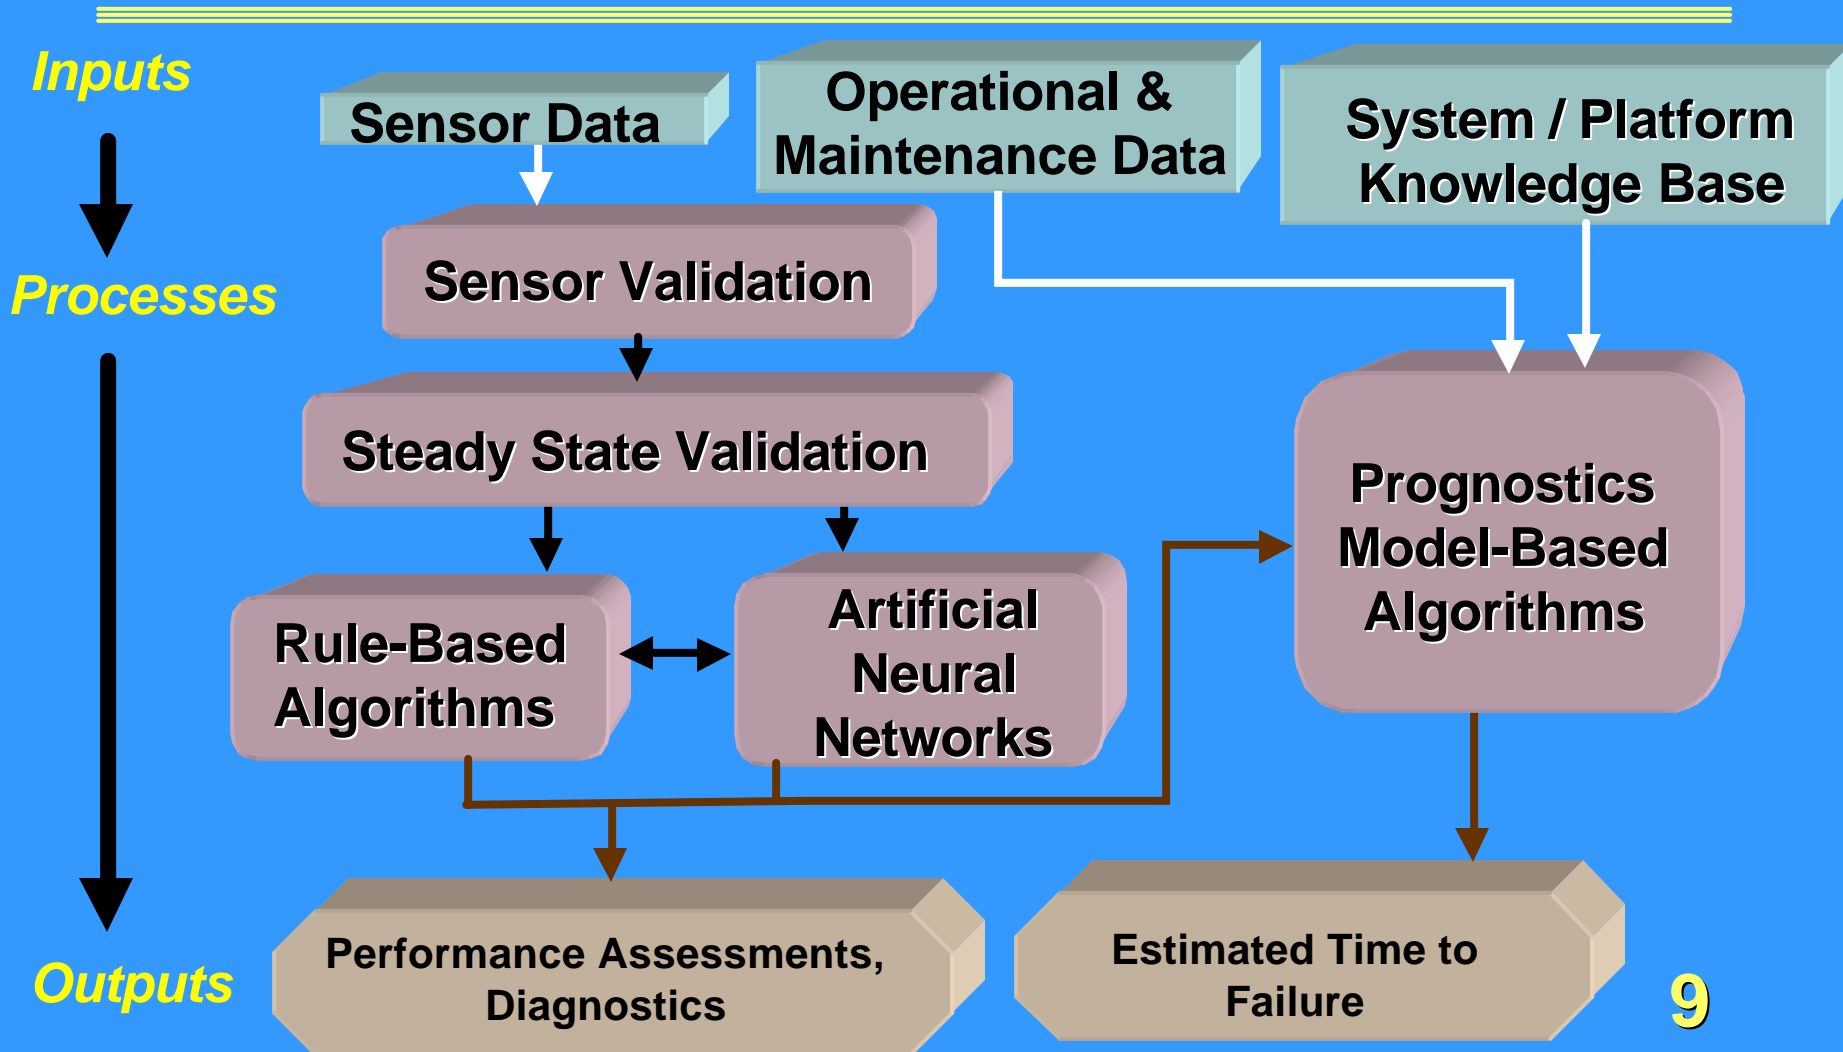 Inputs
Sensor Data
Operational &
Maintenance Data
System / Platform
Knowledge Base
Processes
Sensor Validation
Steady State Validation
Rule-Based
Algorithms
Artificial
Neural
Networks
Prognostics
Model-Based
Algorithms
Outputs
Performance Assessments,
Diagnostics
Estimated Time to
Failure
9